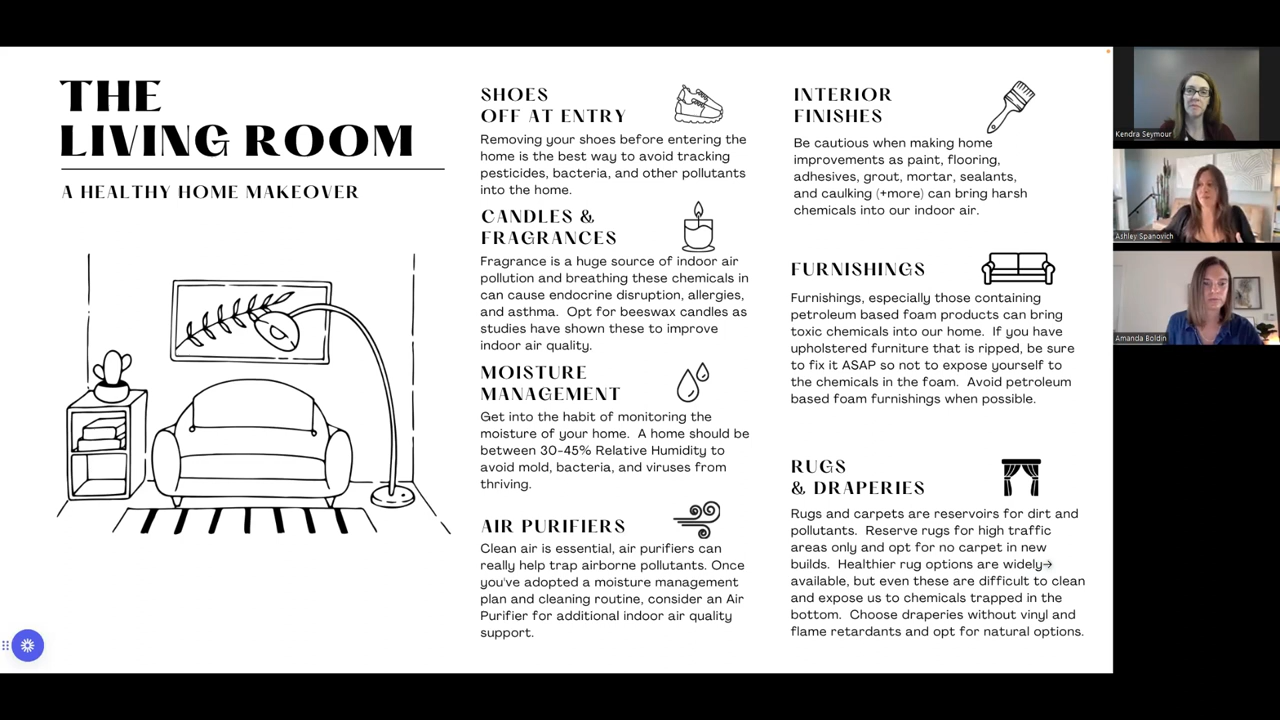 THE
LIVING ROOM
A HEALTHY HOME MAKEOVER
SHOES
OFF AT ENTRY
Removing your shoes before entering the
home is the best way to avoid tracking
pesticides, bacteria, and other pollutants
into the home.
CANDLES &
FRAGRANCES
Fragrance is a huge source of indoor air
pollution and breathing these chemicals in
can cause endocrine disruption, allergies,
and asthma.  Opt for beeswax candles as
studies have shown these to improve
indoor air quality.
MOISTURE
MANAGEMENT
Get into the habit of monitoring the
moisture of your home.  A home should be
between 30-45% Relative Humidity to
avoid mold, bacteria, and viruses from
thriving.
AIR PURIFIERS
Clean air is essential, air purifiers can
really help trap airborne pollutants. Once
you've adopted a moisture management
plan and cleaning routine, consider an Air
Purifier for additional indoor air quality
support.
INTERIOR
FINISHES
Be cautious when making home
improvements as paint, flooring,
adhesives, grout, mortar, sealants,
and caulking (+more) can bring harsh
chemicals into our indoor air.
FURNISHINGS
Furnishings, especially those containing
petroleum based foam products can bring
toxic chemicals into our home.  If you have
upholstered furniture that is ripped, be sure
to fix it ASAP so not to expose yourself to
the chemicals in the foam.  Avoid petroleum
based foam furnishings when possible.
RUGS
& DRAPERIES
Rugs and carpets are reservoirs for dirt and
pollutants.  Reserve rugs for high traffic
areas only and opt for no carpet in new
builds.  Healthier rug options are widely→
available, but even these are difficult to clean
and expose us to chemicals trapped in the
bottom.  Choose draperies without vinyl and
flame retardants and opt for natural options.
Kendra Seymour
Ashley Spanovich
Amanda Boldin